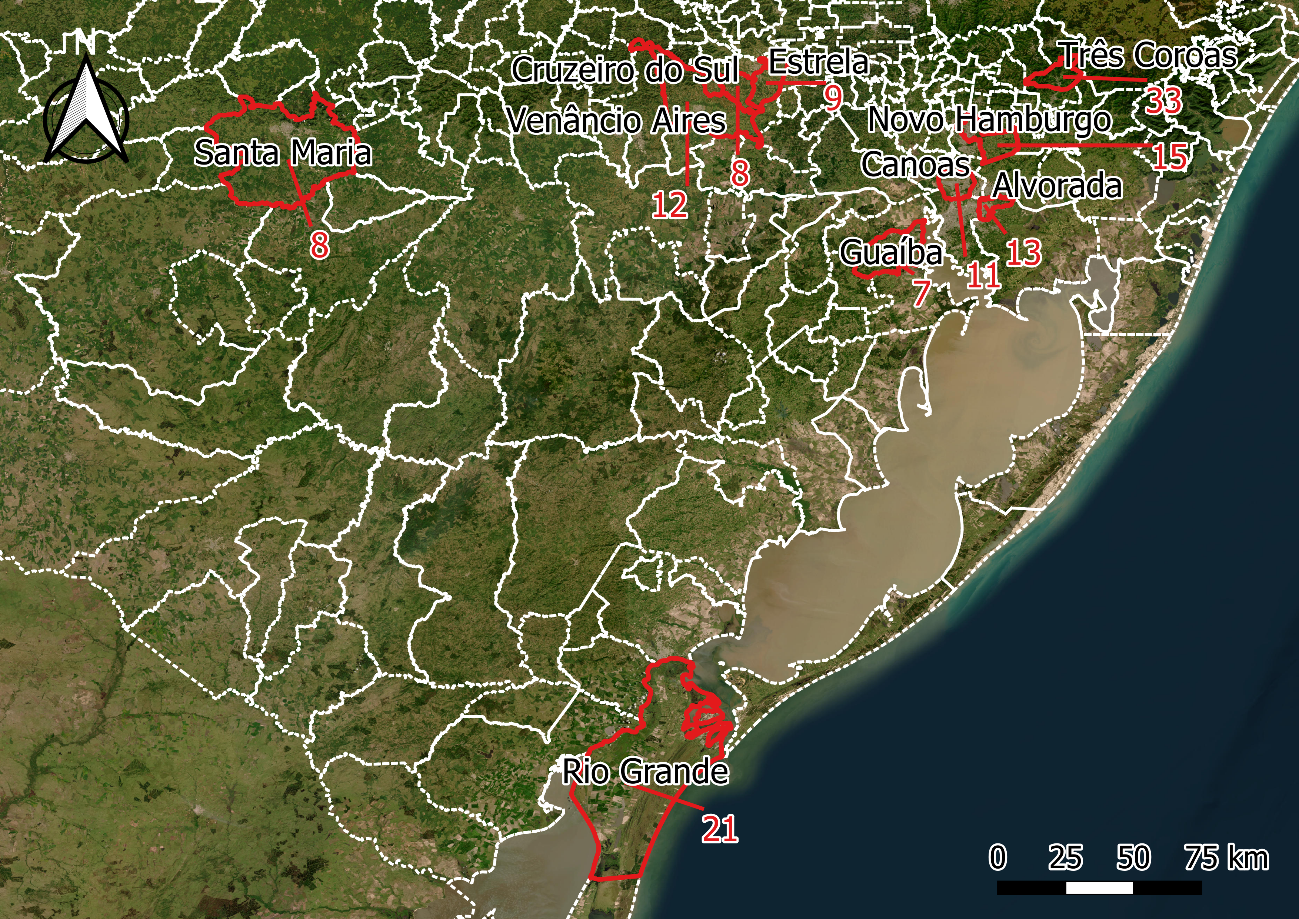 N
Três Coroas
33
Cruzeiro do Sul
8
Estrela
9
Venâncio Aires
12
Novo Hamburgo
15
Santa Maria
8
Canoas
11
Alvorada
13
Guaíba
7
Rio Grande
21
0 25 50 75 km